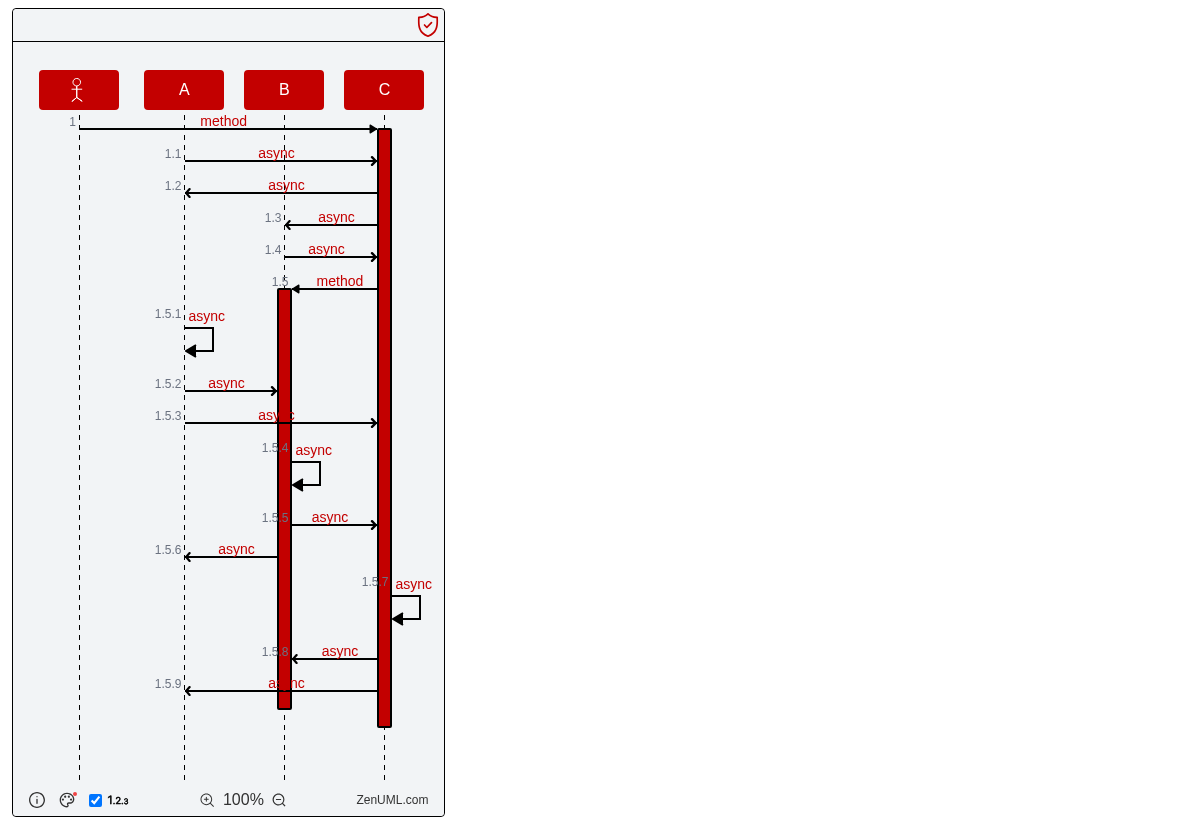 A B C
1 method
1.1 async
1.2 async
1.3 async
1.4 async
1.5 method
1.5.1 async
1.5.2 async
1.5.3 async
1.5.4 async
1.5.5 async
1.5.6 async
1.5.7 async
1.5.8 async
1.5.9 async
1.2.3 100% ZenUML.com